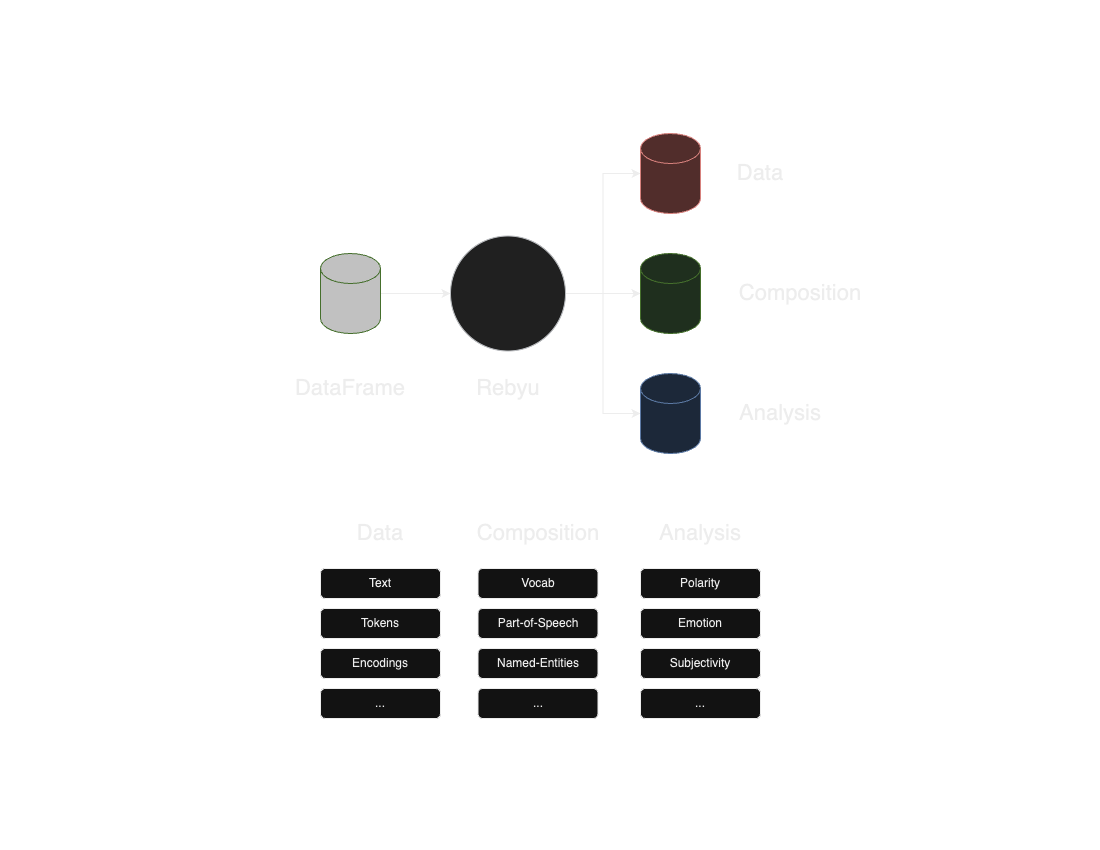 Data
Composition
DataFrame
Rebyu
Analysis
Data
Composition
Analysis
Text
Vocab
Polarity
Tokens
Part-of-Speech
Emotion
Encodings
Named-Entities
Subjectivity
...
...
...